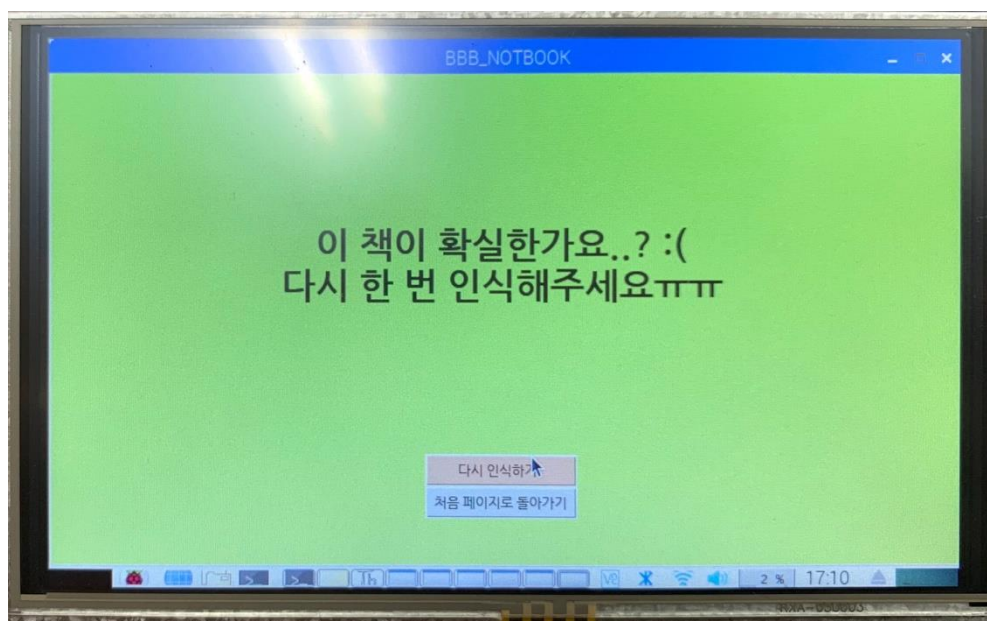 BBB_NOTBOOK
이 책이 확실한가요..? :(
다시 한 번 인식해주세요ㅠㅠ
다시 인식하기
처음 페이지로 돌아가기
Th
2 %
17:10